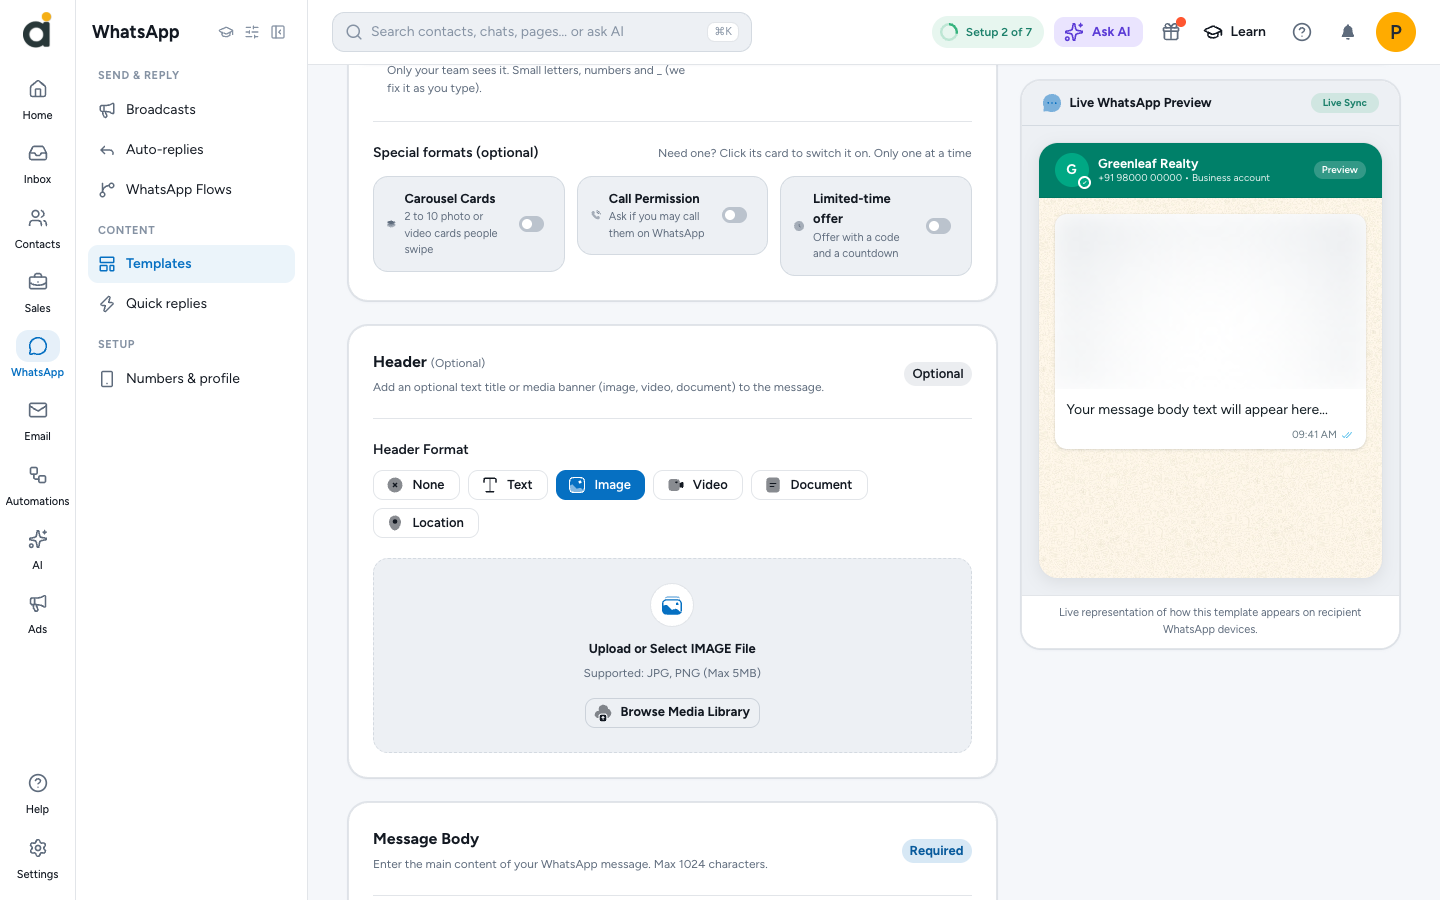 WhatsApp
Search contacts, chats, pages... or ask AI
⌘K
Setup 2 of 7
Ask AI
Learn
P
Home
Inbox
Contacts
Sales
WhatsApp
Email
Automations
AI
Ads
Help
Settings
SEND & REPLY
Broadcasts
Auto-replies
WhatsApp Flows
CONTENT
Templates
Quick replies
SETUP
Numbers & profile
Only your team sees it. Small letters, numbers and _ (we
fix it as you type).
Special formats (optional)
Need one? Click its card to switch it on. Only one at a time
Carousel Cards
2 to 10 photo or
video cards people
swipe
Call Permission
Ask if you may call
them on WhatsApp
Limited-time
offer
Offer with a code
and a countdown
Header (Optional)
Add an optional text title or media banner (image, video, document) to the message.
Optional
Header Format
None
Text
Image
Video
Document
Location
Upload or Select IMAGE File
Supported: JPG, PNG (Max 5MB)
Browse Media Library
Message Body
Enter the main content of your WhatsApp message. Max 1024 characters.
Required
Live WhatsApp Preview
Live Sync
G
Greenleaf Realty
+91 98000 00000 • Business account
Preview
Your message body text will appear here...
09:41 AM
Live representation of how this template appears on recipient
WhatsApp devices.